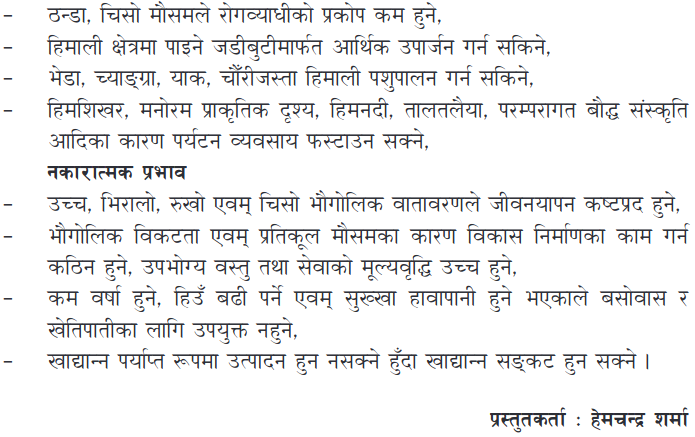 - ठन्डा, चिसो मौसमले रोगव्याधीको प्रकोप कम हुने,
- हिमाली क्षेत्रमा पाइने जडीबुटीमार्फत आर्थिक उपार्जन गर्न सकिने,
- भेडा, च्याङ्ग्रा, याक, चौँरीजस्ता हिमाली पशुपालन गर्न सकिने,
- हिमशिखर, मनोरम प्राकृतिक दृश्य, हिमनदी, तालतलैया, परम्परागत बौद्ध संस्कृति
आदिका कारण पर्यटन व्यवसाय फस्टाउन सक्ने,
नकारात्मक प्रभाव
- उच्च, भिरालो, रुखो एवम् चिसो भौगोलिक वातावरणले जीवनयापन कष्टप्रद हुने,
- भौगोलिक विकटता एवम् प्रतिकूल मौसमका कारण विकास निर्माणका काम गर्न
कठिन हुने, उपभोग्य वस्तु तथा सेवाको मूल्यवृद्धि उच्च हुने,
- कम वर्षा हुने, हिउँ बढी पर्ने एवम् सुख्खा हावापानी हुने भएकाले बसोवास र
खेतिपातीका लागि उपयुक्त नहुने,
- खाद्यान्न पर्याप्त रूपमा उत्पादन हुन नसक्ने हुँदा खाद्यान्न सङ्कट हुन सक्ने ।
प्रस्तुतकर्ता : हेमचन्द्र शर्मा